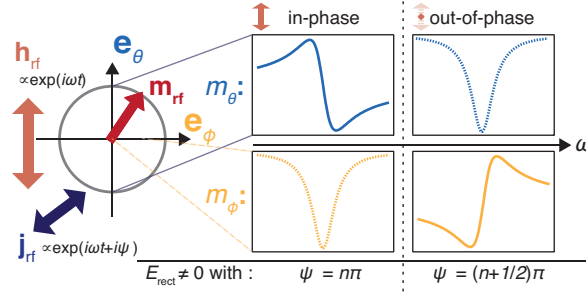 in-phase
out-of-phase
h_rf
∝exp(iωt)
e_θ
m_rf
e_ϕ
m_θ:
ω
m_ϕ:
j_rf
∝exp(iωt+iψ)
E_rect ≠ 0 with : ψ = nπ ψ = (n+1/2)π